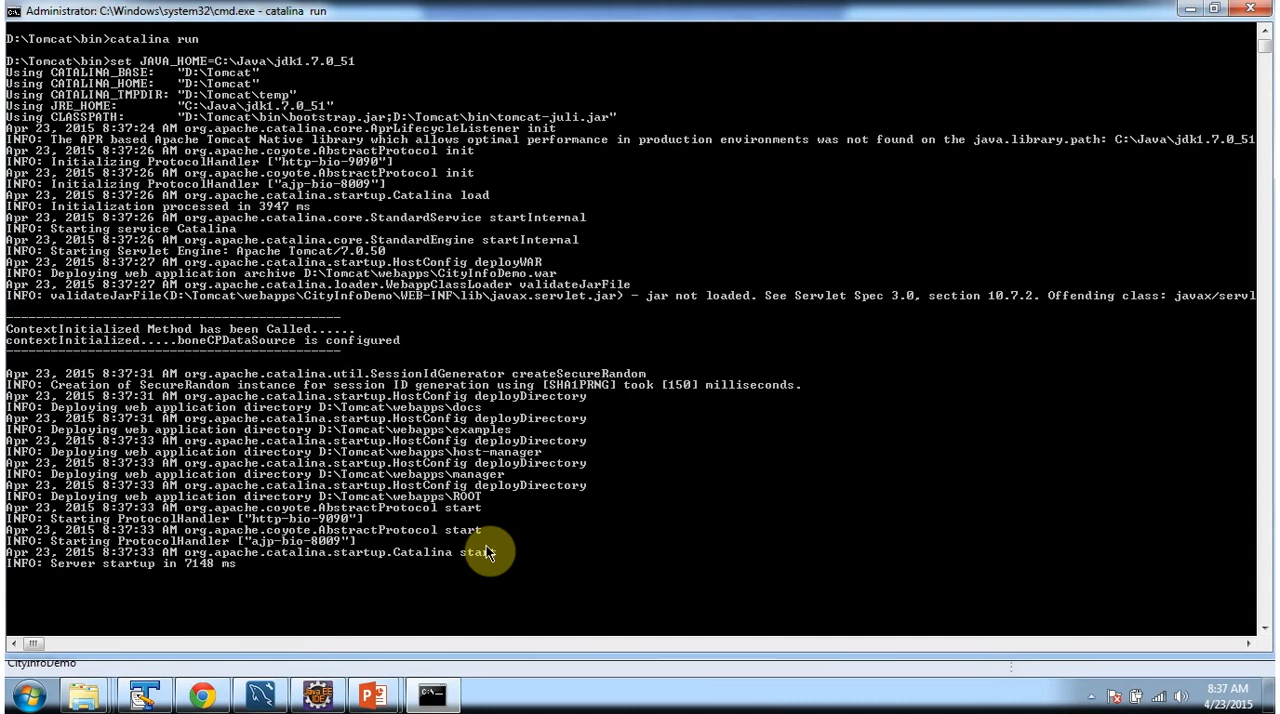 Administrator: C:\Windows\system32\cmd.exe - catalina  run
D:\Tomcat\bin>catalina run
D:\Tomcat\bin>set JAVA_HOME=C:\Java\jdk1.7.0_51
Using CATALINA_BASE:   "D:\Tomcat"
Using CATALINA_HOME:   "D:\Tomcat"
Using CATALINA_TMPDIR: "D:\Tomcat\temp"
Using JRE_HOME:        "C:\Java\jdk1.7.0_51"
Using CLASSPATH:       "D:\Tomcat\bin\bootstrap.jar;D:\Tomcat\bin\tomcat-juli.jar"
Apr 23, 2015 8:37:24 AM org.apache.catalina.core.AprLifecycleListener init
INFO: The APR based Apache Tomcat Native library which allows optimal performance in production environments was not found on the java.library.path: C:\Java\jdk1.7.0_51
Apr 23, 2015 8:37:26 AM org.apache.coyote.AbstractProtocol init
INFO: Initializing ProtocolHandler ["http-bio-9090"]
Apr 23, 2015 8:37:26 AM org.apache.coyote.AbstractProtocol init
INFO: Initializing ProtocolHandler ["ajp-bio-8009"]
Apr 23, 2015 8:37:26 AM org.apache.catalina.startup.Catalina load
INFO: Initialization processed in 3947 ms
Apr 23, 2015 8:37:26 AM org.apache.catalina.core.StandardService startInternal
INFO: Starting service Catalina
Apr 23, 2015 8:37:26 AM org.apache.catalina.core.StandardEngine startInternal
INFO: Starting Servlet Engine: Apache Tomcat/7.0.50
Apr 23, 2015 8:37:27 AM org.apache.catalina.startup.HostConfig deployWAR
INFO: Deploying web application archive D:\Tomcat\webapps\CityInfoDemo.war
Apr 23, 2015 8:37:27 AM org.apache.catalina.loader.WebappClassLoader validateJarFile
INFO: validateJarFile(D:\Tomcat\webapps\CityInfoDemo\WEB-INF\lib\javax.servlet.jar) - jar not loaded. See Servlet Spec 3.0, section 10.7.2. Offending class: javax/servl
---------------------------------------------
ContextInitialized Method has been Called......
contextInitialized.....boneCPDataSource is configured
---------------------------------------------
Apr 23, 2015 8:37:31 AM org.apache.catalina.util.SessionIdGenerator createSecureRandom
INFO: Creation of SecureRandom instance for session ID generation using [SHA1PRNG] took [150] milliseconds.
Apr 23, 2015 8:37:31 AM org.apache.catalina.startup.HostConfig deployDirectory
INFO: Deploying web application directory D:\Tomcat\webapps\docs
Apr 23, 2015 8:37:31 AM org.apache.catalina.startup.HostConfig deployDirectory
INFO: Deploying web application directory D:\Tomcat\webapps\examples
Apr 23, 2015 8:37:33 AM org.apache.catalina.startup.HostConfig deployDirectory
INFO: Deploying web application directory D:\Tomcat\webapps\host-manager
Apr 23, 2015 8:37:33 AM org.apache.catalina.startup.HostConfig deployDirectory
INFO: Deploying web application directory D:\Tomcat\webapps\manager
Apr 23, 2015 8:37:33 AM org.apache.catalina.startup.HostConfig deployDirectory
INFO: Deploying web application directory D:\Tomcat\webapps\ROOT
Apr 23, 2015 8:37:33 AM org.apache.coyote.AbstractProtocol start
INFO: Starting ProtocolHandler ["http-bio-9090"]
Apr 23, 2015 8:37:33 AM org.apache.coyote.AbstractProtocol start
INFO: Starting ProtocolHandler ["ajp-bio-8009"]
Apr 23, 2015 8:37:33 AM org.apache.catalina.startup.Catalina start
INFO: Server startup in 7148 ms
CityInfoDemo
Java EE
IDE
8:37 AM
4/23/2015